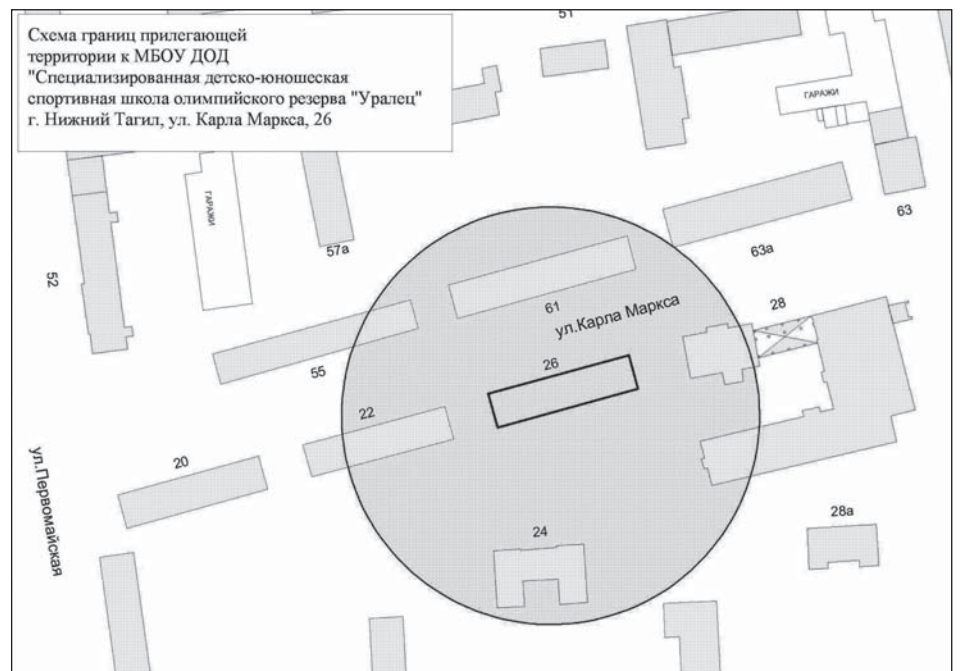 Схема границ прилегающей
территории к МБОУ ДОД
"Специализированная детско-юношеская
спортивная школа олимпийского резерва "Уралец"
г. Нижний Тагил, ул. Карла Маркса, 26
51
ГАРАЖИ
ГАРАЖИ
63
57а
63а
52
61
ул.Карла Маркса
28
55
26
22
20
ул.Первомайская
24
28а